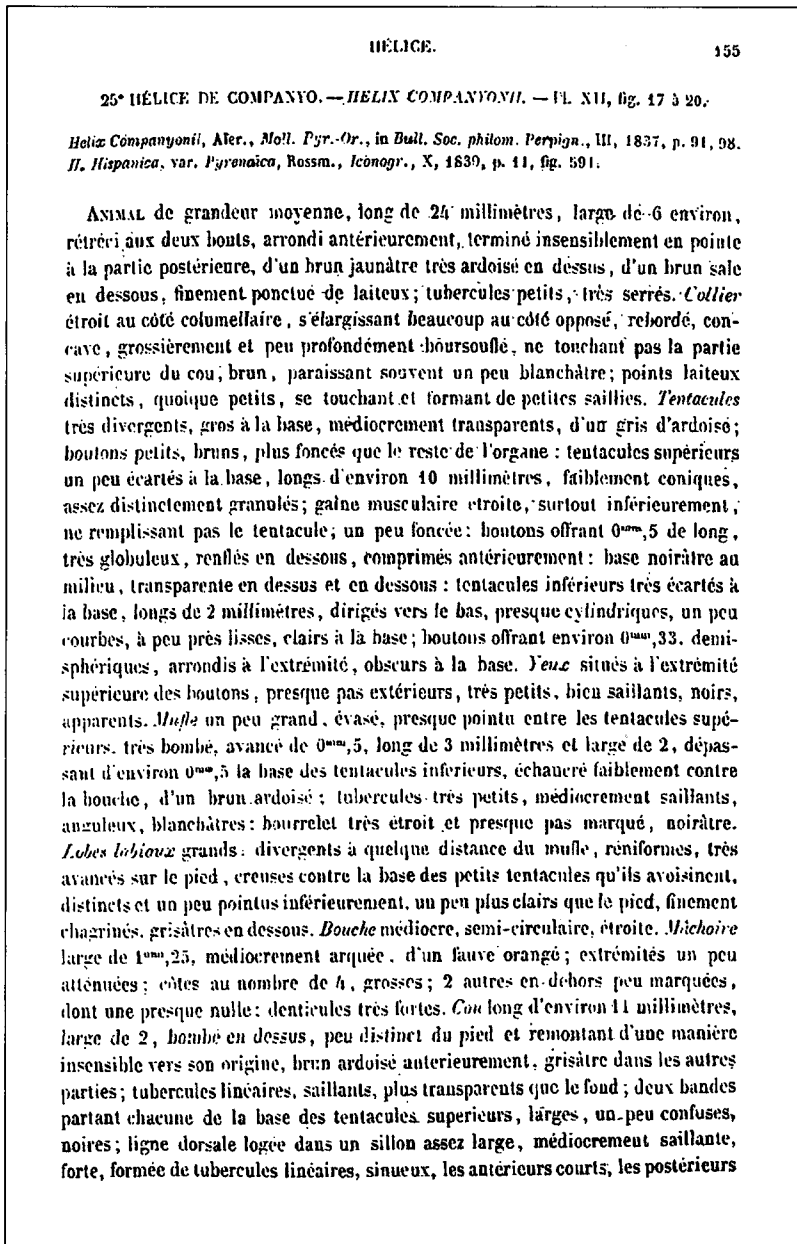 HÉLICE. 155
25° HÉLICE DE COMPANYO. — HELIX COMPANYONII. — Pl. XII, fig. 17 à 20.
Helix Companyonii, Aler., Moll. Pyr.-Or., in Bull. Soc. philom. Perpign., III, 1837, p. 91, 98.
H. Hispanica, var. Pyrenaïca, Rossm., Iconogr., X, 1839, p. 11, fig. 591.
ANIMAL de grandeur moyenne, long de 24 millimètres, large de 6 environ,
rétréci aux deux bouts, arrondi antérieurement, terminé insensiblement en pointe
à la partie postérieure, d'un brun jaunâtre très ardoisé en dessus, d'un brun sale
en dessous, finement ponctué de laiteux; tubercules petits, très serrés. Collier
étroit au côté columellaire, s'élargissant beaucoup au côté opposé, rebordé, con-
cave, grossièrement et peu profondément boursouflé, ne touchant pas la partie
supérieure du cou, brun, paraissant souvent un peu blanchâtre; points laiteux
distincts, quoique petits, se touchant et formant de petites saillies. Tentacules
très divergents, gros à la base, médiocrement transparents, d'un gris d'ardoise;
boutons petits, bruns, plus foncés que le reste de l'organe : tentacules supérieurs
un peu écartés à la base, longs d'environ 10 millimètres, faiblement coniques,
assez distinctement granulés; gaîne musculaire étroite, surtout inférieurement,
ne remplissant pas le tentacule; un peu foncée: boutons offrant 0mm,5 de long,
très globuleux, renflés en dessous, comprimés antérieurement : base noirâtre au
milieu, transparente en dessus et en dessous : tentacules inférieurs très écartés à
la base, longs de 2 millimètres, dirigés vers le bas, presque cylindriques, un peu
courbes, à peu près lisses, clairs à la base; boutons offrant environ 0mm,33, demi-
sphériques, arrondis à l'extrémité, obscurs à la base. Yeux situés à l'extrémité
supérieure des boutons, presque pas extérieurs, très petits, bien saillants, noirs,
apparents. Mufle un peu grand, évasé, presque pointu entre les tentacules supé-
rieurs, très bombé, avancé de 0mm,5, long de 3 millimètres et large de 2, dépas-
sant d'environ 0mm,5 la base des tentacules inférieurs, échancré faiblement contre
la bouche, d'un brun ardoisé; tubercules très petits, médiocrement saillants,
anguleux, blanchâtres: bourrelet très étroit et presque pas marqué, noirâtre.
Lobes labiaux grands, divergents à quelque distance du mufle, réniformes, très
avancés sur le pied, creusés contre la base des petits tentacules qu'ils avoisinent,
distincts et un peu pointus inférieurement, un peu plus clairs que le pied, finement
chagrinés, grisâtres en dessous. Bouche médiocre, semi-circulaire, étroite. Mâchoire
large de 1mm,25, médiocrement arquée, d'un fauve orangé; extrémités un peu
atténuées; côtes au nombre de 4, grosses; 2 autres en dehors peu marquées,
dont une presque nulle: denticules très fortes. Cou long d'environ 11 millimètres,
large de 2, bombé en dessus, peu distinct du pied et remontant d'une manière
insensible vers son origine, brun ardoisé antérieurement, grisâtre dans les autres
parties; tubercules linéaires, saillants, plus transparents que le fond; deux bandes
partant chacune de la base des tentacules supérieurs, larges, un peu confuses,
noires; ligne dorsale logée dans un sillon assez large, médiocrement saillante,
forte, formée de tubercules linéaires, sinueux, les antérieurs courts, les postérieurs